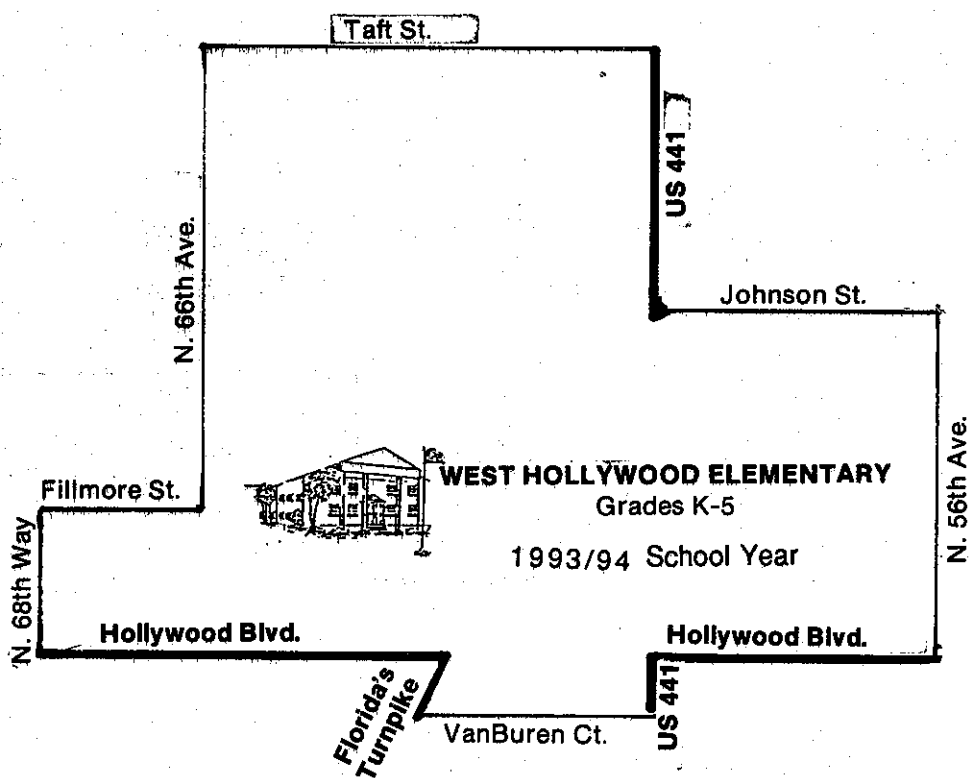 Taft St.
US 441
N. 66th Ave.
Johnson St.
WEST HOLLYWOOD ELEMENTARY
Grades K-5
1993/94 School Year
Fillmore St.
N. 56th Ave.
N. 68th Way
Hollywood Blvd.
Hollywood Blvd.
Florida's
Turnpike
VanBuren Ct.
US 441